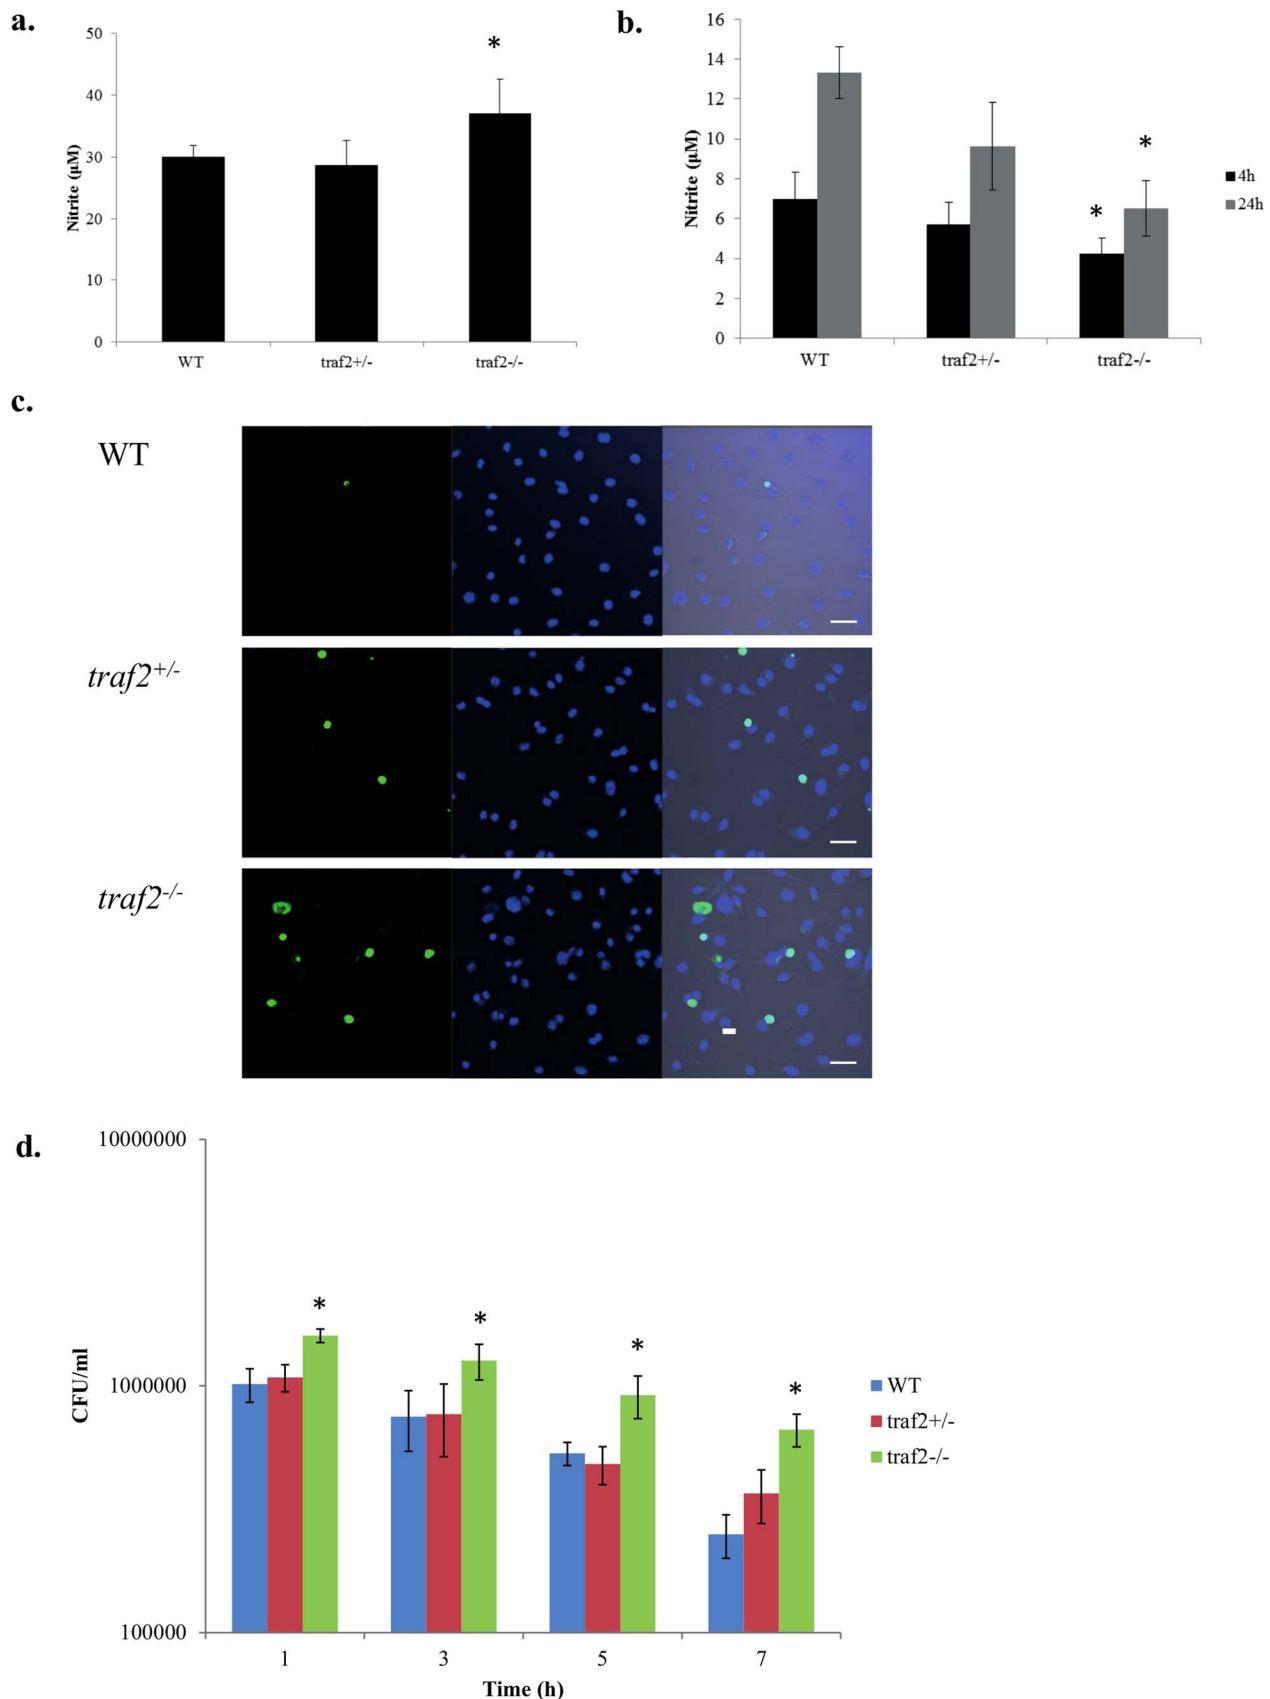 a.
50
40
30
20
10
0
Nitrite (µM)
*
WT traf2+/- traf2-/-
b.
16
14
12
10
8
6
4
2
0
Nitrite (µM)
* *
4h
24h
WT traf2+/- traf2-/-
c.
WT
traf2+/-
traf2-/-
d.
10000000
1000000
100000
CFU/ml
* * * *
WT
traf2+/-
traf2-/-
1 3 5 7
Time (h)